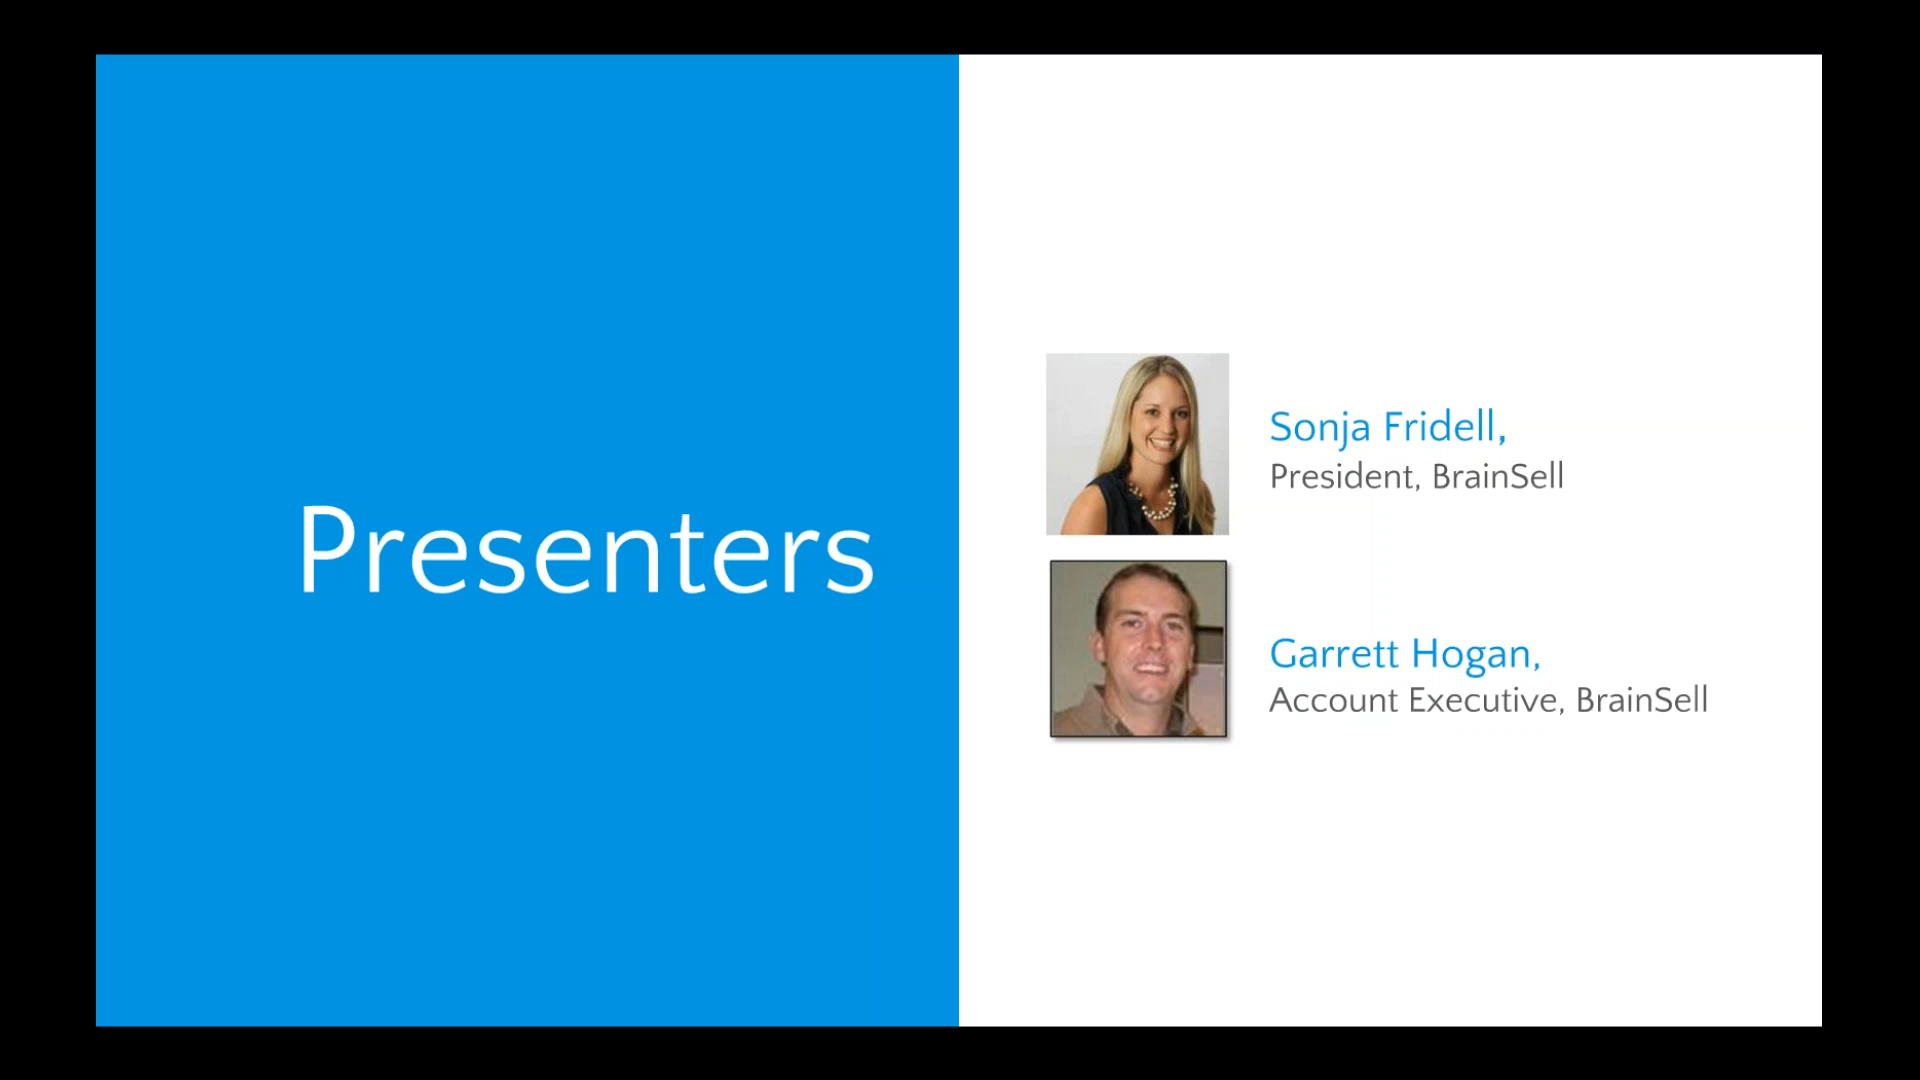 Presenters
Sonja Fridell,
President, BrainSell
Garrett Hogan,
Account Executive, BrainSell